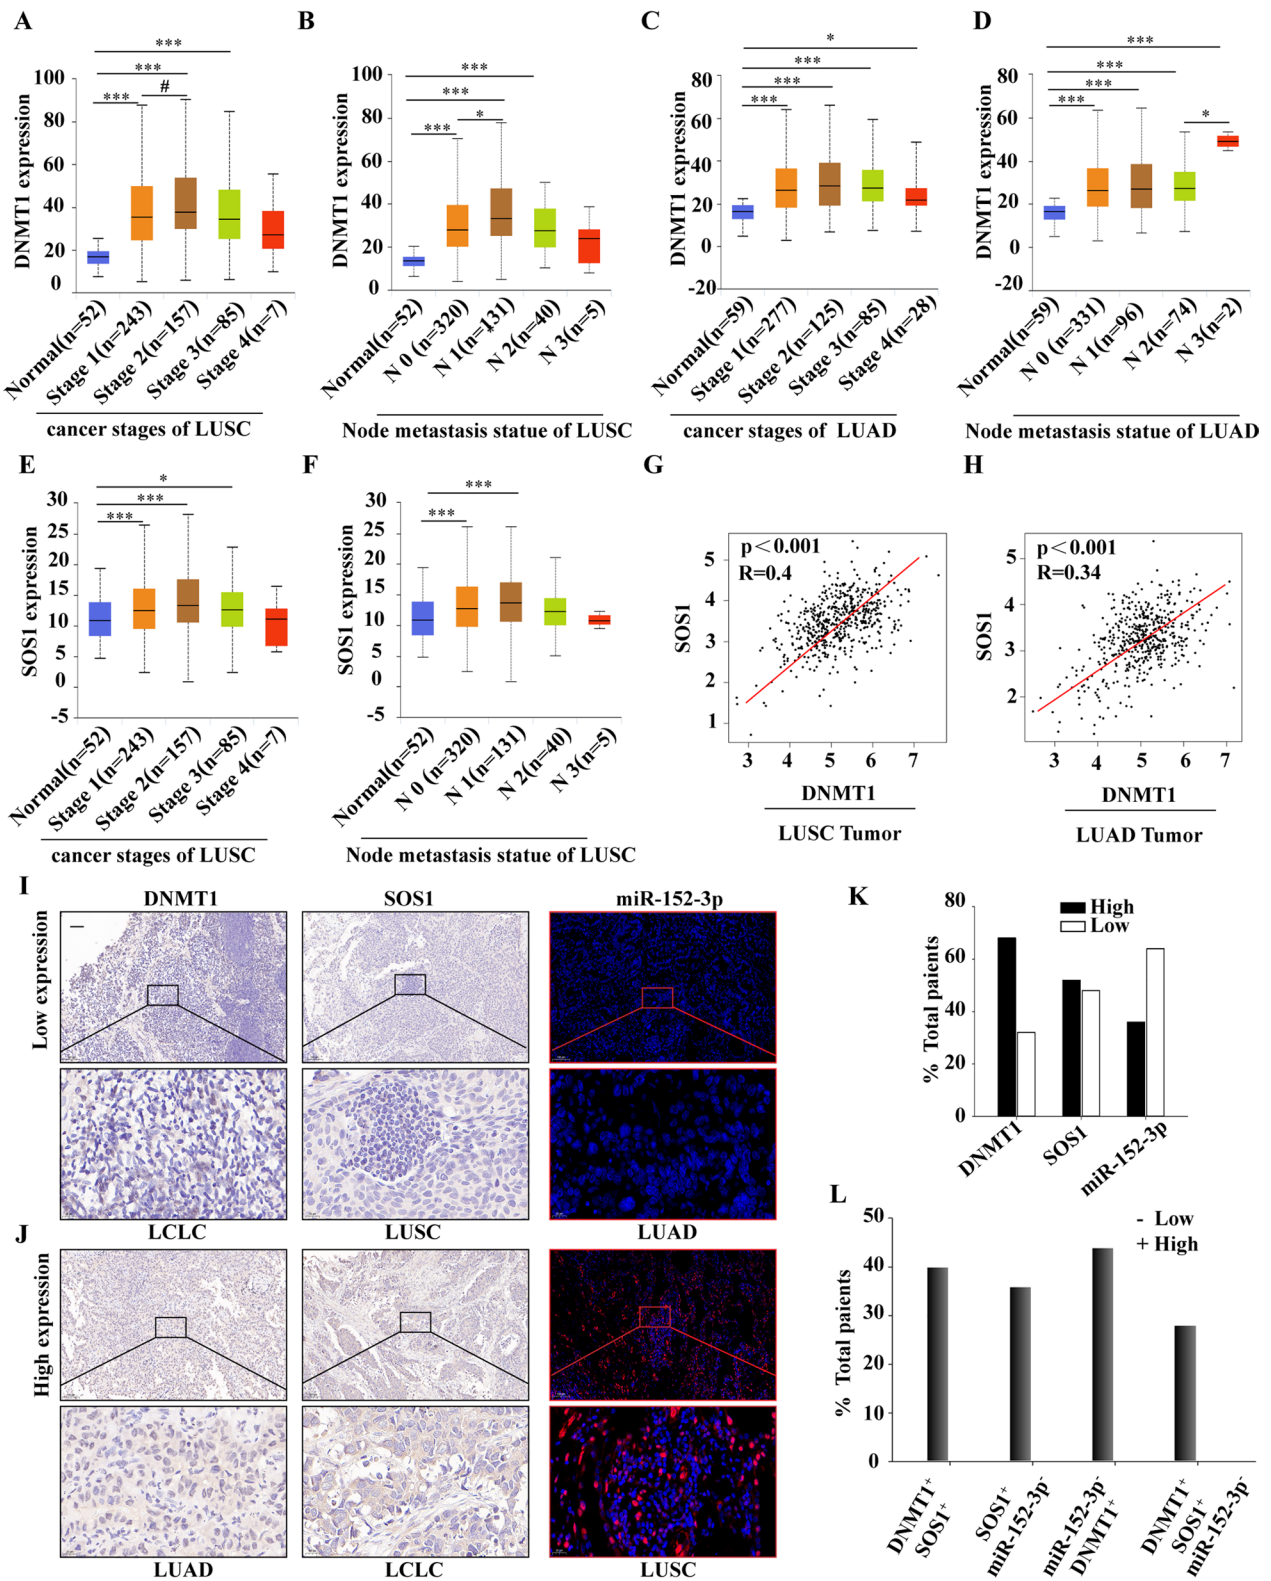 A
B
C
D
DNMT1 expression
100
80
60
40
20
0
***
***
***
#
Normal(n=52)
Stage 1(n=243)
Stage 2(n=157)
Stage 3(n=85)
Stage 4(n=7)
cancer stages of LUSC
DNMT1 expression
100
80
60
40
20
0
***
***
***
*
Normal(n=52)
N 0 (n=320)
N 1(n=131)
N 2(n=40)
N 3(n=5)
Node metastasis statue of LUSC
DNMT1 expression
80
60
40
20
0
-20
*
***
***
***
Normal(n=59)
Stage 1(n=277)
Stage 2(n=125)
Stage 3(n=85)
Stage 4(n=28)
cancer stages of LUAD
DNMT1 expression
80
60
40
20
0
-20
***
***
***
***
*
Normal(n=59)
N 0(n=331)
N 1(n=96)
N 2(n=74)
N 3(n=2)
Node metastasis statue of LUAD
E
F
G
H
SOS1 expression
30
25
20
15
10
5
0
-5
*
***
***
Normal(n=52)
Stage 1(n=243)
Stage 2(n=157)
Stage 3(n=85)
Stage 4(n=7)
cancer stages of LUSC
SOS1 expression
30
25
20
15
10
5
0
-5
***
***
Normal(n=52)
N 0 (n=320)
N 1(n=131)
N 2(n=40)
N 3(n=5)
Node metastasis statue of LUSC
p<0.001
R=0.4
SOS1
5
4
3
2
1
3 4 5 6 7
DNMT1
LUSC Tumor
p<0.001
R=0.34
SOS1
5
4
3
2
3 4 5 6 7
DNMT1
LUAD Tumor
I
DNMT1
SOS1
miR-152-3p
Low expression
LCLC
LUSC
LUAD
J
High expression
LUAD
LCLC
LUSC
K
% Total paients
80
60
40
20
0
High
Low
DNMT1
SOS1
miR-152-3p
L
% Total paients
50
40
30
20
10
0
- Low
+ High
DNMT1⁺
SOS1⁺
SOS1⁺
miR-152-3p⁻
miR-152-3p⁻
DNMT1⁺
DNMT1⁺
SOS1⁺
miR-152-3p⁻